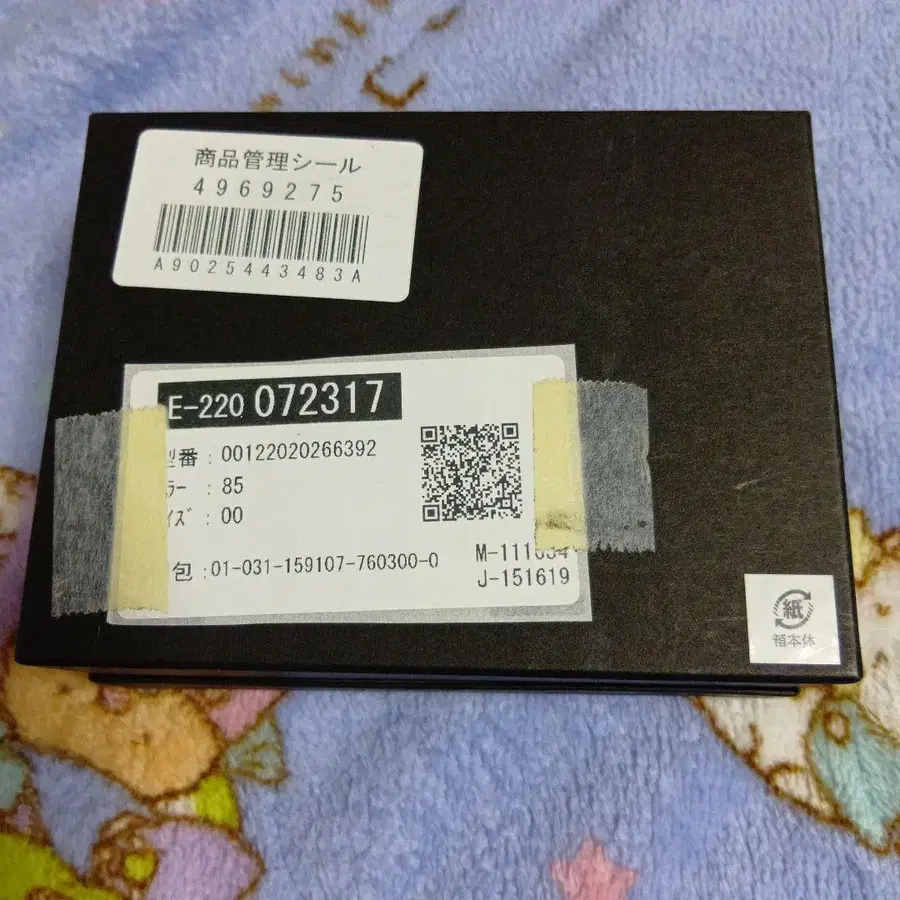 商品管理シール
4969275
A90254443483A
E-220 072317
型番 : 00122020266392
ラー : 85
イズ : 00
包 :01-031-159107-760300-0
J-151619
紙
箱本体